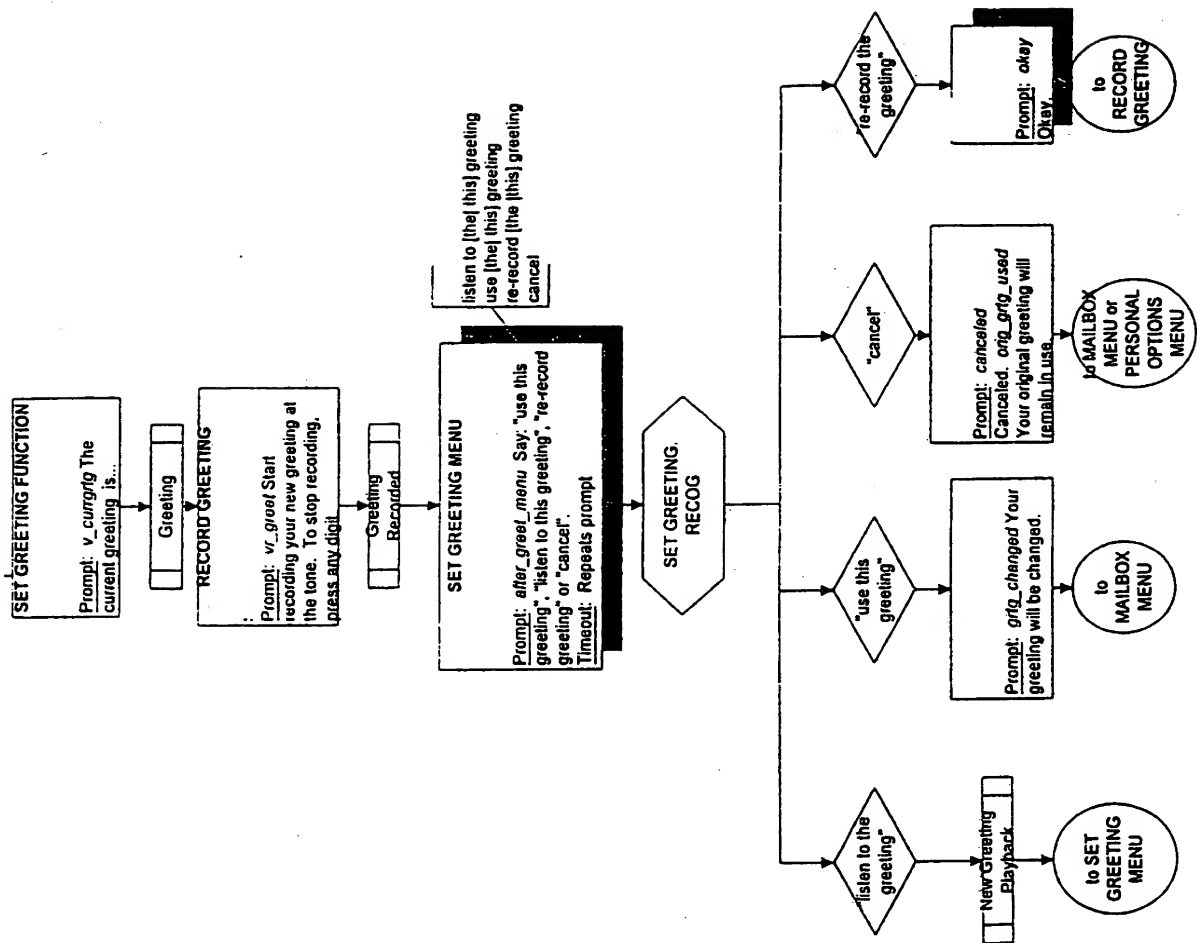 SET GREETING FUNCTION
Prompt: v_currgrtg The
current greeting is...
Greeting
RECORD GREETING
:
Prompt: vr_greet Start
recording your new greeting at
the tone. To stop recording,
press any digit
Greeting
Recorded
SET GREETING MENU
Prompt: after_greet_menu Say: "use this
greeting", "listen to this greeting", "re-record
greeting" or "cancel".
Timeout: Repeats prompt
listen to [the| this] greeting
use [the| this] greeting
re-record [the |this] greeting
cancel
SET GREETING.
RECOG
"listen to the
greeting"
New Greeting
Playback
to SET
GREETING
MENU
"use this
greeting"
Prompt: grtg_changed Your
greeting will be changed.
to
MAILBOX
MENU
"cancel"
Prompt: canceled
Canceled. orig_grtg_used
Your original greeting will
remain in use
to MAILBOX
MENU or
PERSONAL
OPTIONS
MENU
"re-record the
greeting"
Prompt: okay
Okay.
to
RECORD
GREETING